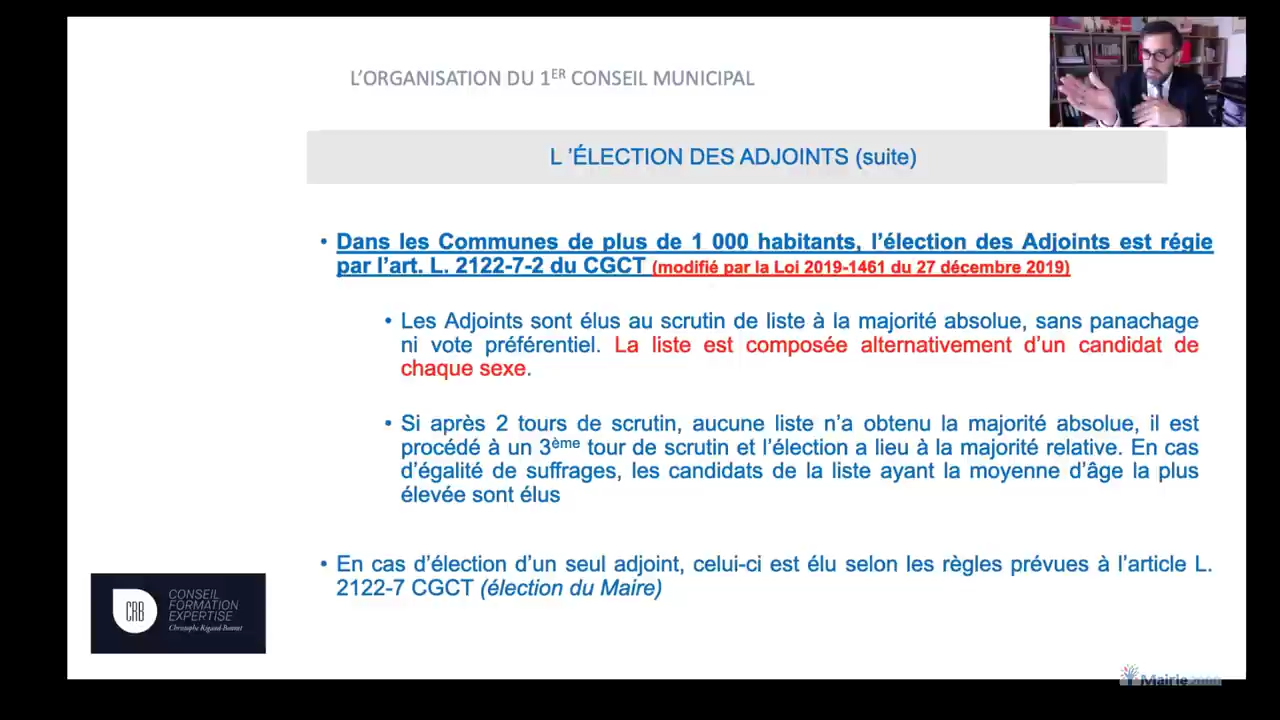 L'ORGANISATION DU 1ER CONSEIL MUNICIPAL
L 'ÉLECTION DES ADJOINTS (suite)
• Dans les Communes de plus de 1 000 habitants, l'élection des Adjoints est régie
par l'art. L. 2122-7-2 du CGCT (modifié par la Loi 2019-1461 du 27 décembre 2019)
• Les Adjoints sont élus au scrutin de liste à la majorité absolue, sans panachage
ni vote préférentiel. La liste est composée alternativement d'un candidat de
chaque sexe.
• Si après 2 tours de scrutin, aucune liste n'a obtenu la majorité absolue, il est
procédé à un 3ème tour de scrutin et l'élection a lieu à la majorité relative. En cas
d'égalité de suffrages, les candidats de la liste ayant la moyenne d'âge la plus
élevée sont élus
• En cas d'élection d'un seul adjoint, celui-ci est élu selon les règles prévues à l'article L.
2122-7 CGCT (élection du Maire)
CRB
CONSEIL
FORMATION
EXPERTISE
Christophe Rigaud Bonnet
Mairie 2000